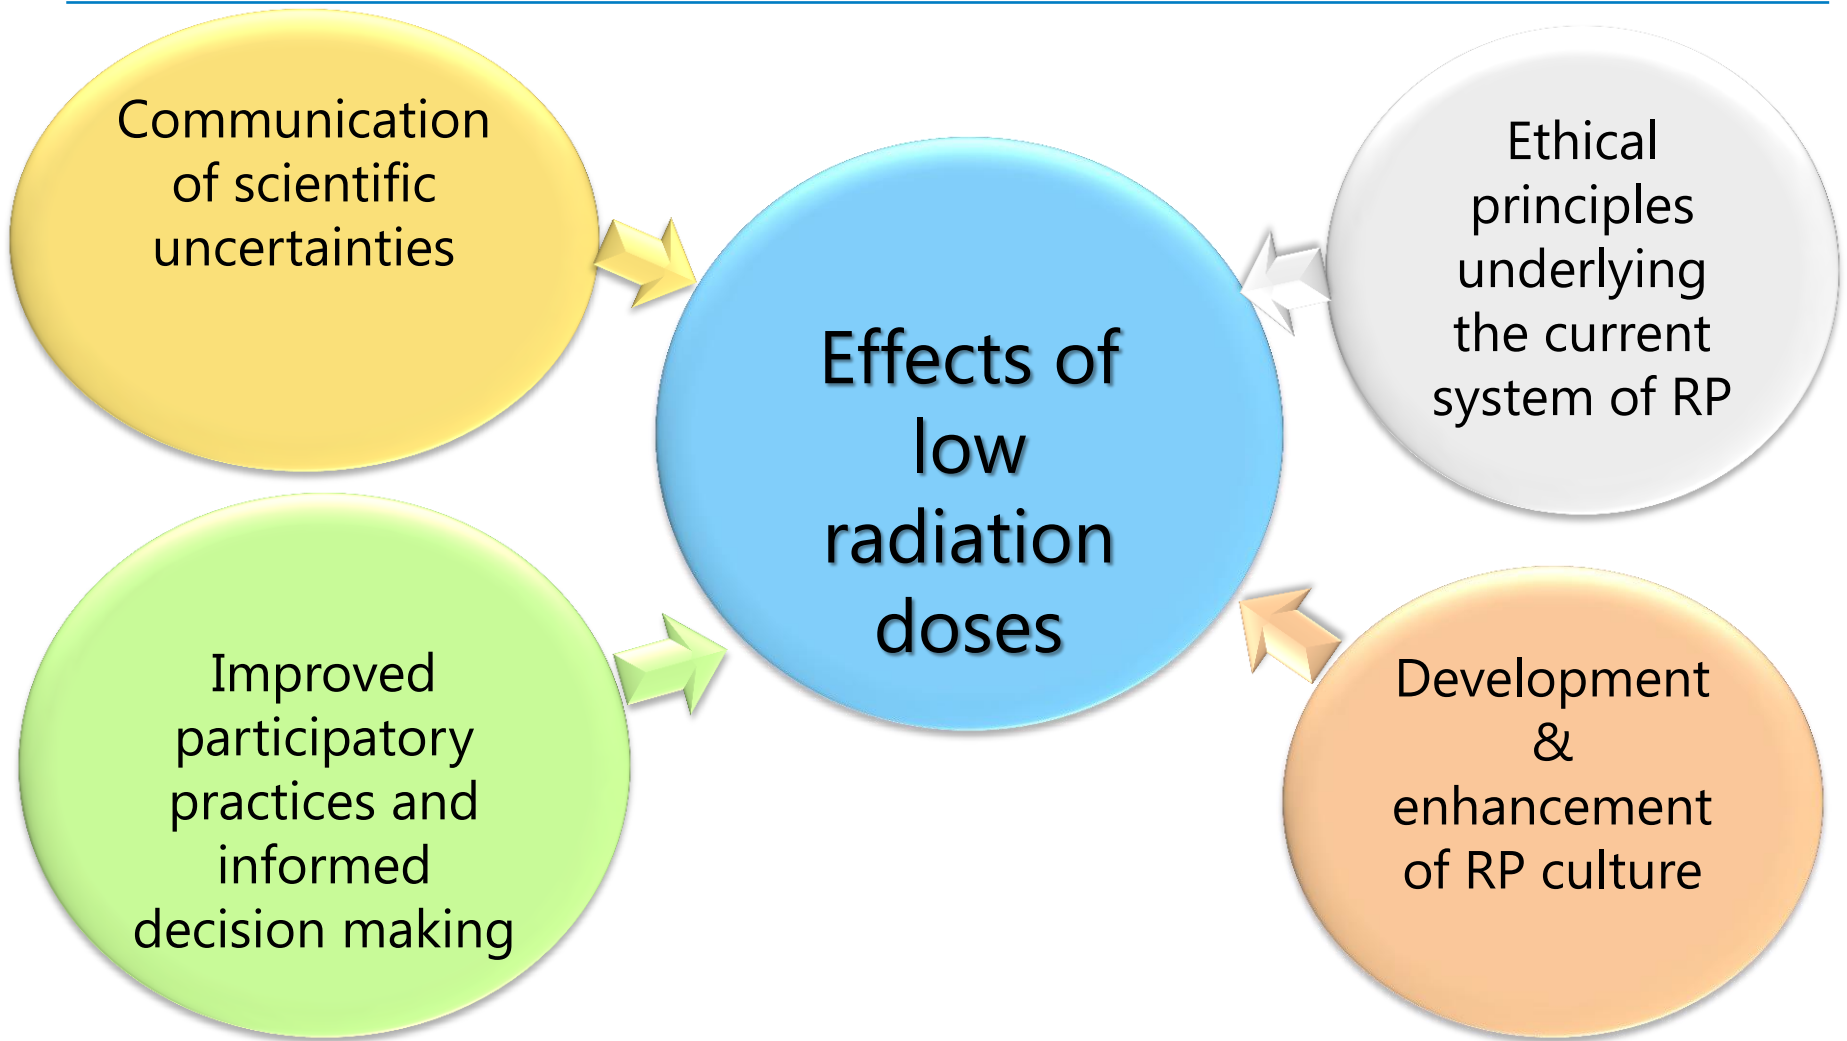 Communication
of scientific
uncertainties
Ethical
principles
underlying
the current
system of RP
Effects of
low
radiation
doses
Improved
participatory
practices and
informed
decision making
Development
&
enhancement
of RP culture